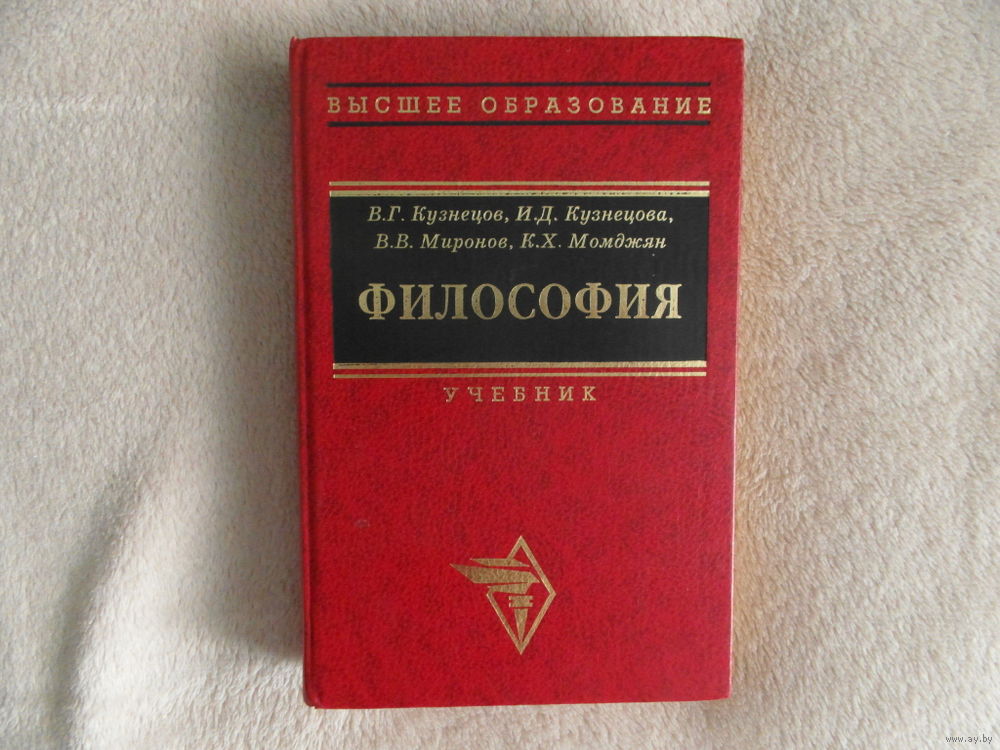 ВЫСШЕЕ ОБРАЗОВАНИЕ
В.Г. Кузнецов, И.Д. Кузнецова,
В.В. Миронов, К.Х. Момджян
ФИЛОСОФИЯ
УЧЕБНИК
www.ay.by